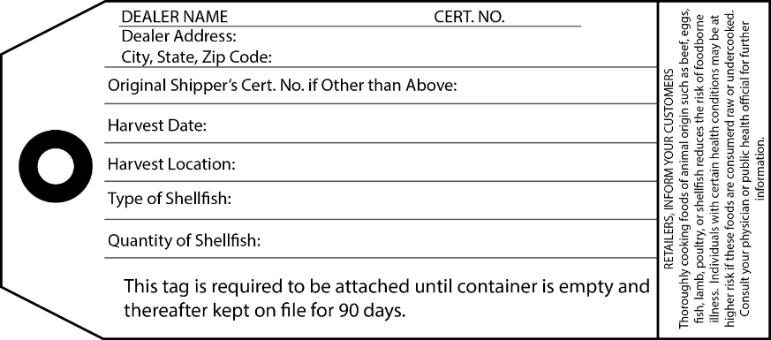 DEALER NAME CERT. NO.
Dealer Address:
City, State, Zip Code:
Original Shipper's Cert. No. if Other than Above:
Harvest Date:
Harvest Location:
Type of Shellfish:
Quantity of Shellfish:
This tag is required to be attached until container is empty and
thereafter kept on file for 90 days.
RETAILERS, INFORM YOUR CUSTOMERS
Thoroughly cooking foods of animal origin such as beef, eggs,
fish, lamb, poultry, or shellfish reduces the risk of foodborne
illness. Individuals with certain health conditions may be at
higher risk if these foods are consumerd raw or undercooked.
Consult your physician or public health official for further
information.